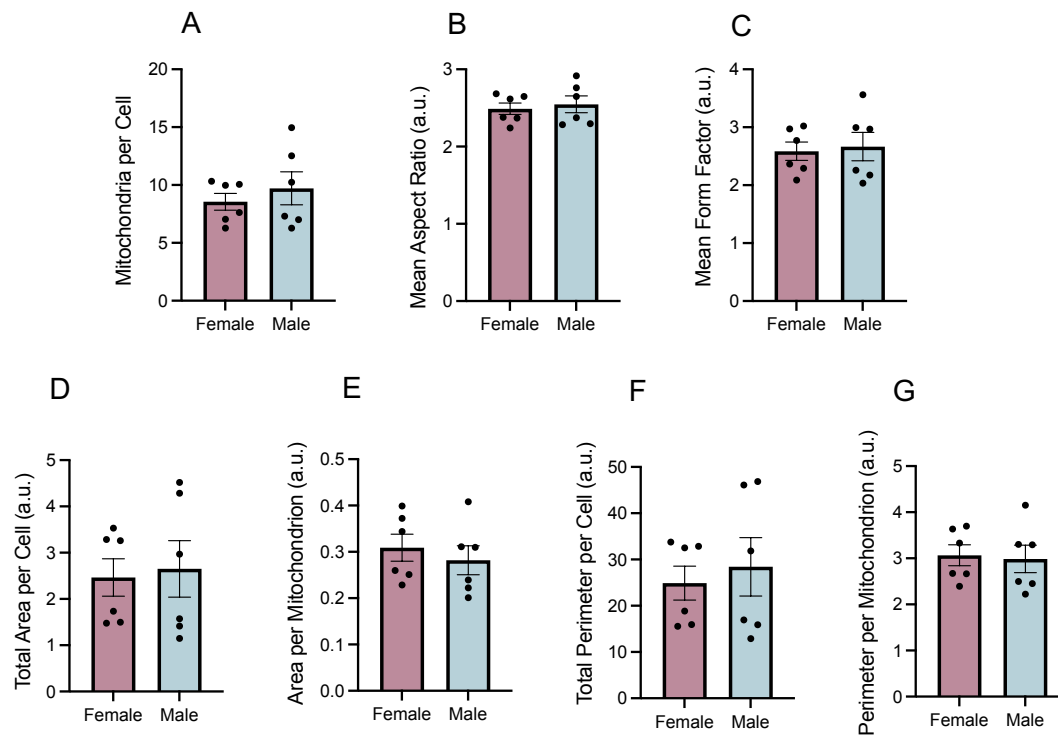 A
Mitochondria per Cell
20
15
10
5
0
Female Male
B
Mean Aspect Ratio (a.u.)
3
2
1
0
Female Male
C
Mean Form Factor (a.u.)
4
3
2
1
0
Female Male
D
Total Area per Cell (a.u.)
5
4
3
2
1
0
Female Male
E
Area per Mitochondrion (a.u.)
0.5
0.4
0.3
0.2
0.1
0.0
Female Male
F
Total Perimeter per Cell (a.u.)
50
40
30
20
10
0
Female Male
G
Perimeter per Mitochondrion (a.u.)
5
4
3
2
1
0
Female Male